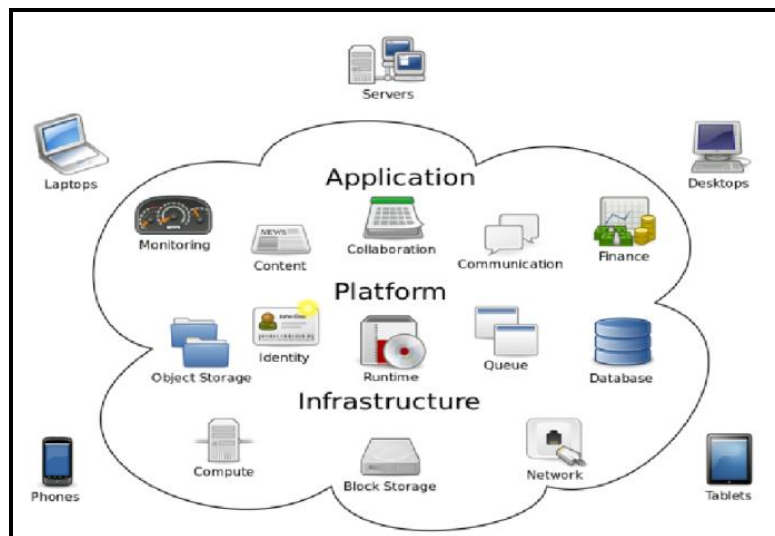 Servers
Laptops
Desktops
Application
Monitoring
Content
NEWS
Collaboration
Communication
Finance
Platform
Object Storage
Identity
Runtime
Queue
Database
Infrastructure
Compute
Block Storage
Network
Phones
Tablets